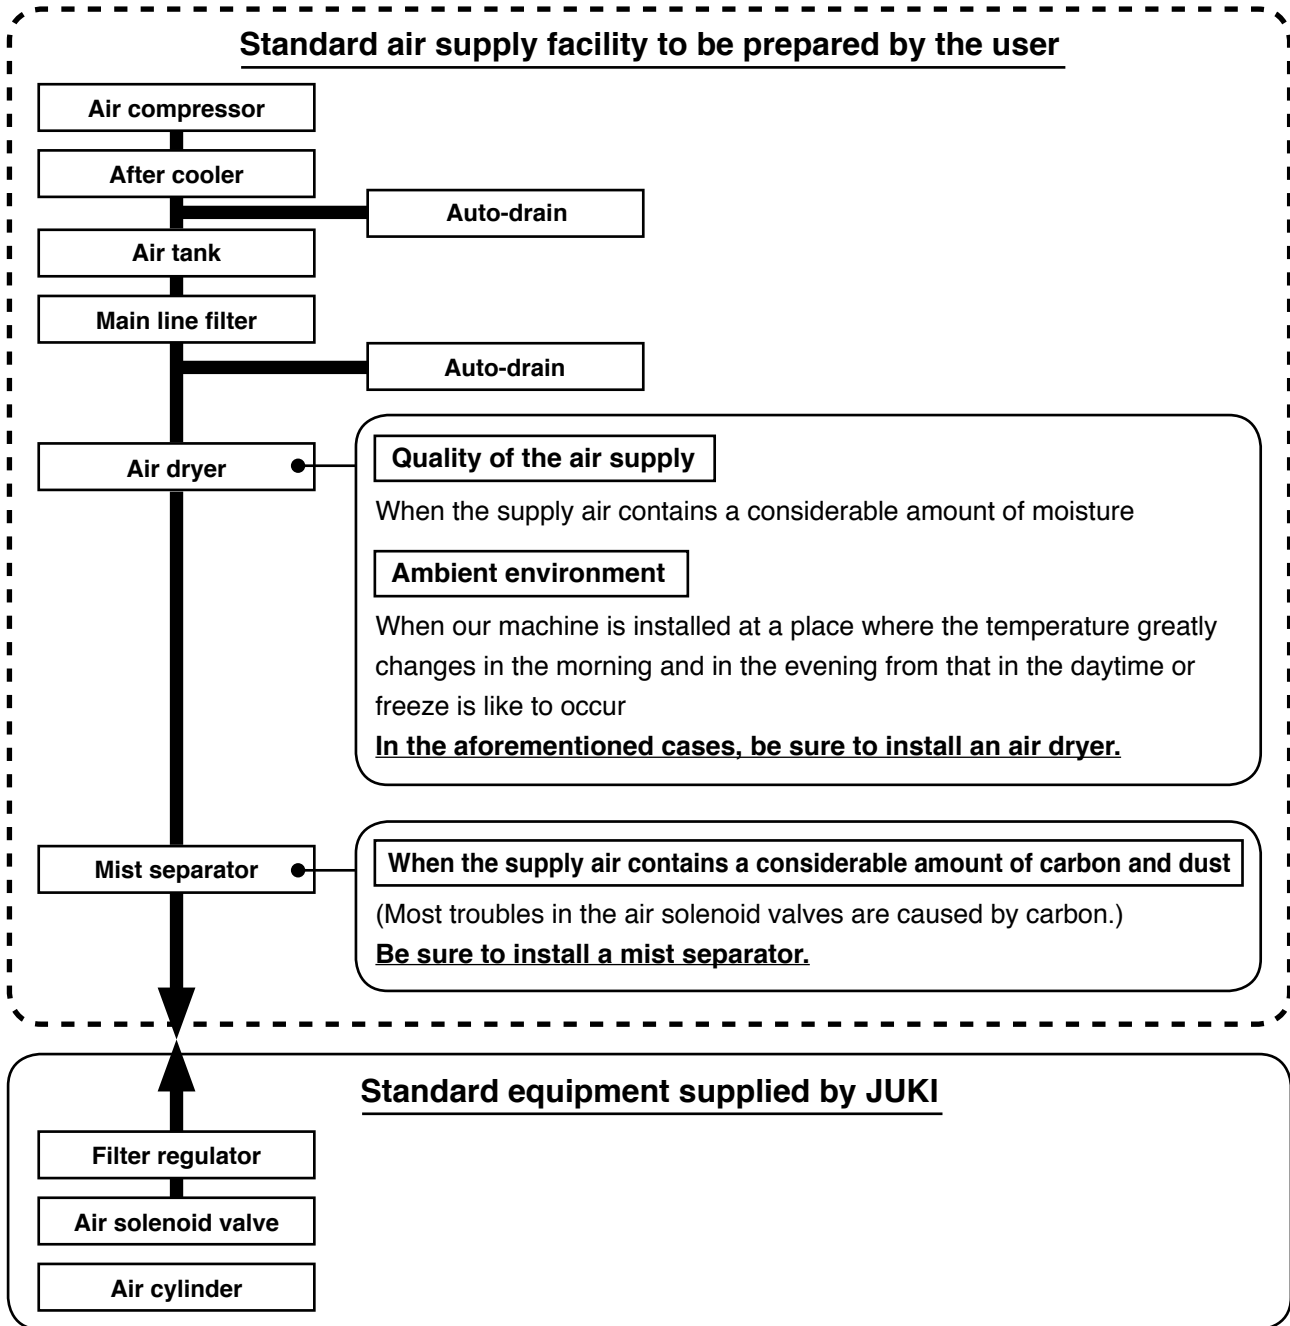 Standard air supply facility to be prepared by the user
Air compressor
After cooler
Auto-drain
Air tank
Main line filter
Auto-drain
Air dryer
Quality of the air supply
When the supply air contains a considerable amount of moisture
Ambient environment
When our machine is installed at a place where the temperature greatly
changes in the morning and in the evening from that in the daytime or
freeze is like to occur
In the aforementioned cases, be sure to install an air dryer.
Mist separator
When the supply air contains a considerable amount of carbon and dust
(Most troubles in the air solenoid valves are caused by carbon.)
Be sure to install a mist separator.
Standard equipment supplied by JUKI
Filter regulator
Air solenoid valve
Air cylinder